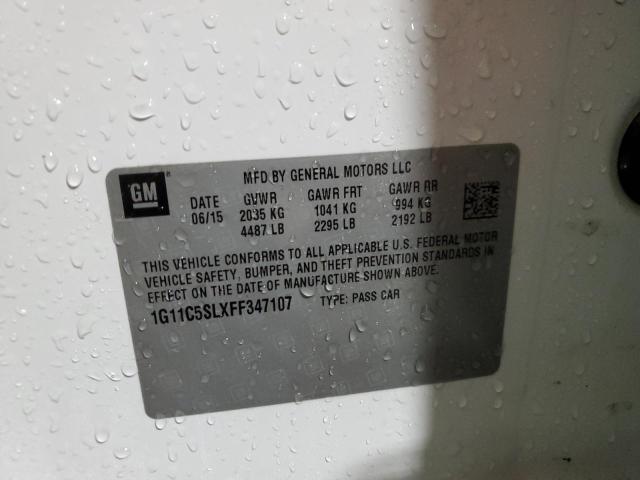 MFD BY GENERAL MOTORS LLC
GM ®
DATE GVWR GAWR FRT GAWR RR
06/15 2035 KG 1041 KG 994 KG
4487 LB 2295 LB 2192 LB
THIS VEHICLE CONFORMS TO ALL APPLICABLE U.S. FEDERAL MOTOR
VEHICLE SAFETY, BUMPER, AND THEFT PREVENTION STANDARDS IN
EFFECT ON THE DATE OF MANUFACTURE SHOWN ABOVE.
1G11C5SLXFF347107 TYPE: PASS CAR